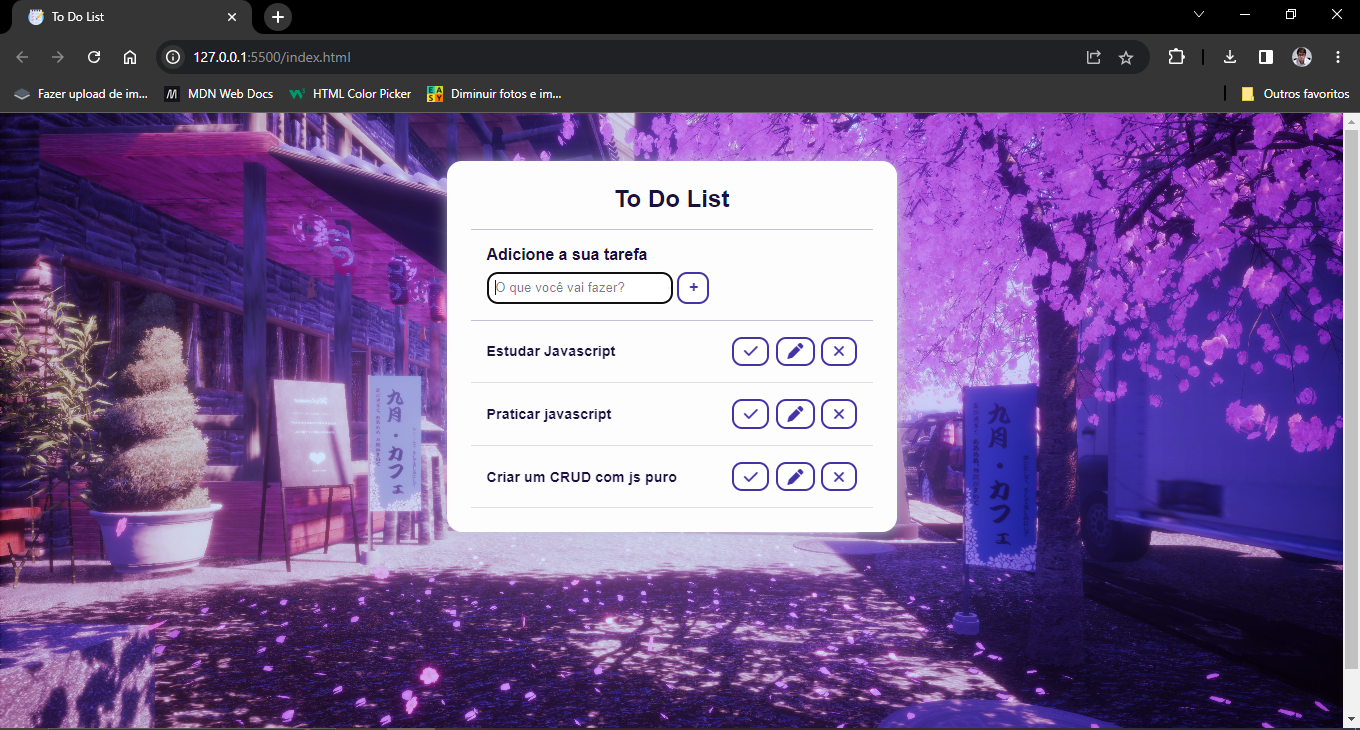 To Do List
127.0.0.1:5500/index.html
Fazer upload de im...
MDN Web Docs
HTML Color Picker
EASY
Diminuir fotos e im...
Outros favoritos
To Do List
Adicione a sua tarefa
O que você vai fazer?
+
Estudar Javascript
Praticar javascript
Criar um CRUD com js puro
九月・カフェ
九月・カフェ